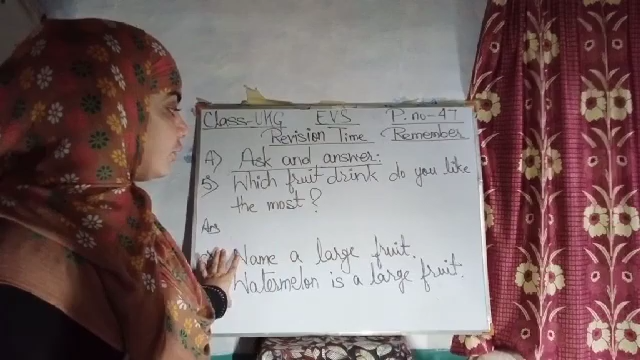 Class-UKG EVS P.no-47
Revision Time Remember
A) Ask and answer:
5) Which fruit drink do you like
the most?
Ans
Name a large fruit.
Watermelon is a large fruit.